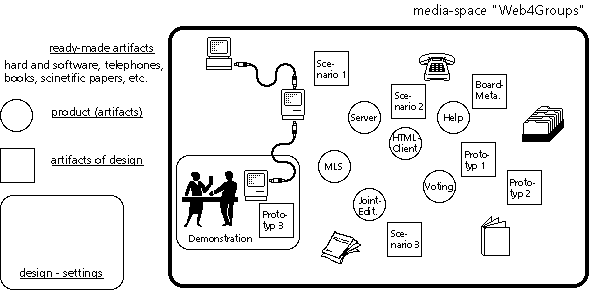 media-space "Web4Groups"
ready-made artifacts
hard and software, telephones,
books, scinetific papers, etc.
product (artifacts)
artifacts of design
design - settings
Sce-
nario 1
Sce-
nario 2
Board-
Meta.
Server
Help
HTML-
Client
MLS
Proto-
typ 1
Voting
Proto-
typ 2
Joint-
Edit.
Proto-
typ 3
Sce-
nario 3
Demonstration